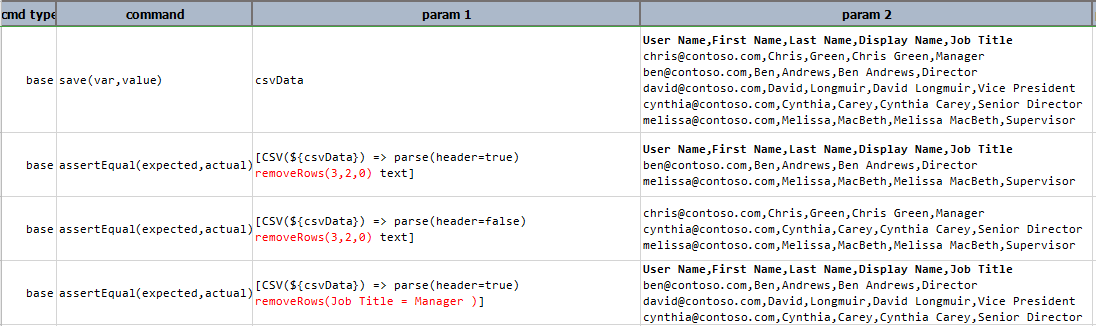 cmd type command param 1 param 2
User Name,First Name,Last Name,Display Name,Job Title
chris@contoso.com,Chris,Green,Chris Green,Manager
ben@contoso.com,Ben,Andrews,Ben Andrews,Director
base save(var,value) csvData
david@contoso.com,David,Longmuir,David Longmuir,Vice President
cynthia@contoso.com,Cynthia,Carey,Cynthia Carey,Senior Director
melissa@contoso.com,Melissa,MacBeth,Melissa MacBeth,Supervisor
base assertEqual(expected,actual)
[CSV(${csvData}) => parse(header=true)
removeRows(3,2,0) text]
User Name,First Name,Last Name,Display Name,Job Title
ben@contoso.com,Ben,Andrews,Ben Andrews,Director
melissa@contoso.com,Melissa,MacBeth,Melissa MacBeth,Supervisor
base assertEqual(expected,actual)
[CSV(${csvData}) => parse(header=false)
removeRows(3,2,0) text]
chris@contoso.com,Chris,Green,Chris Green,Manager
cynthia@contoso.com,Cynthia,Carey,Cynthia Carey,Senior Director
melissa@contoso.com,Melissa,MacBeth,Melissa MacBeth,Supervisor
base assertEqual(expected,actual)
[CSV(${csvData}) => parse(header=true)
removeRows(Job Title = Manager )]
User Name,First Name,Last Name,Display Name,Job Title
ben@contoso.com,Ben,Andrews,Ben Andrews,Director
david@contoso.com,David,Longmuir,David Longmuir,Vice President
cynthia@contoso.com,Cynthia,Carey,Cynthia Carey,Senior Director